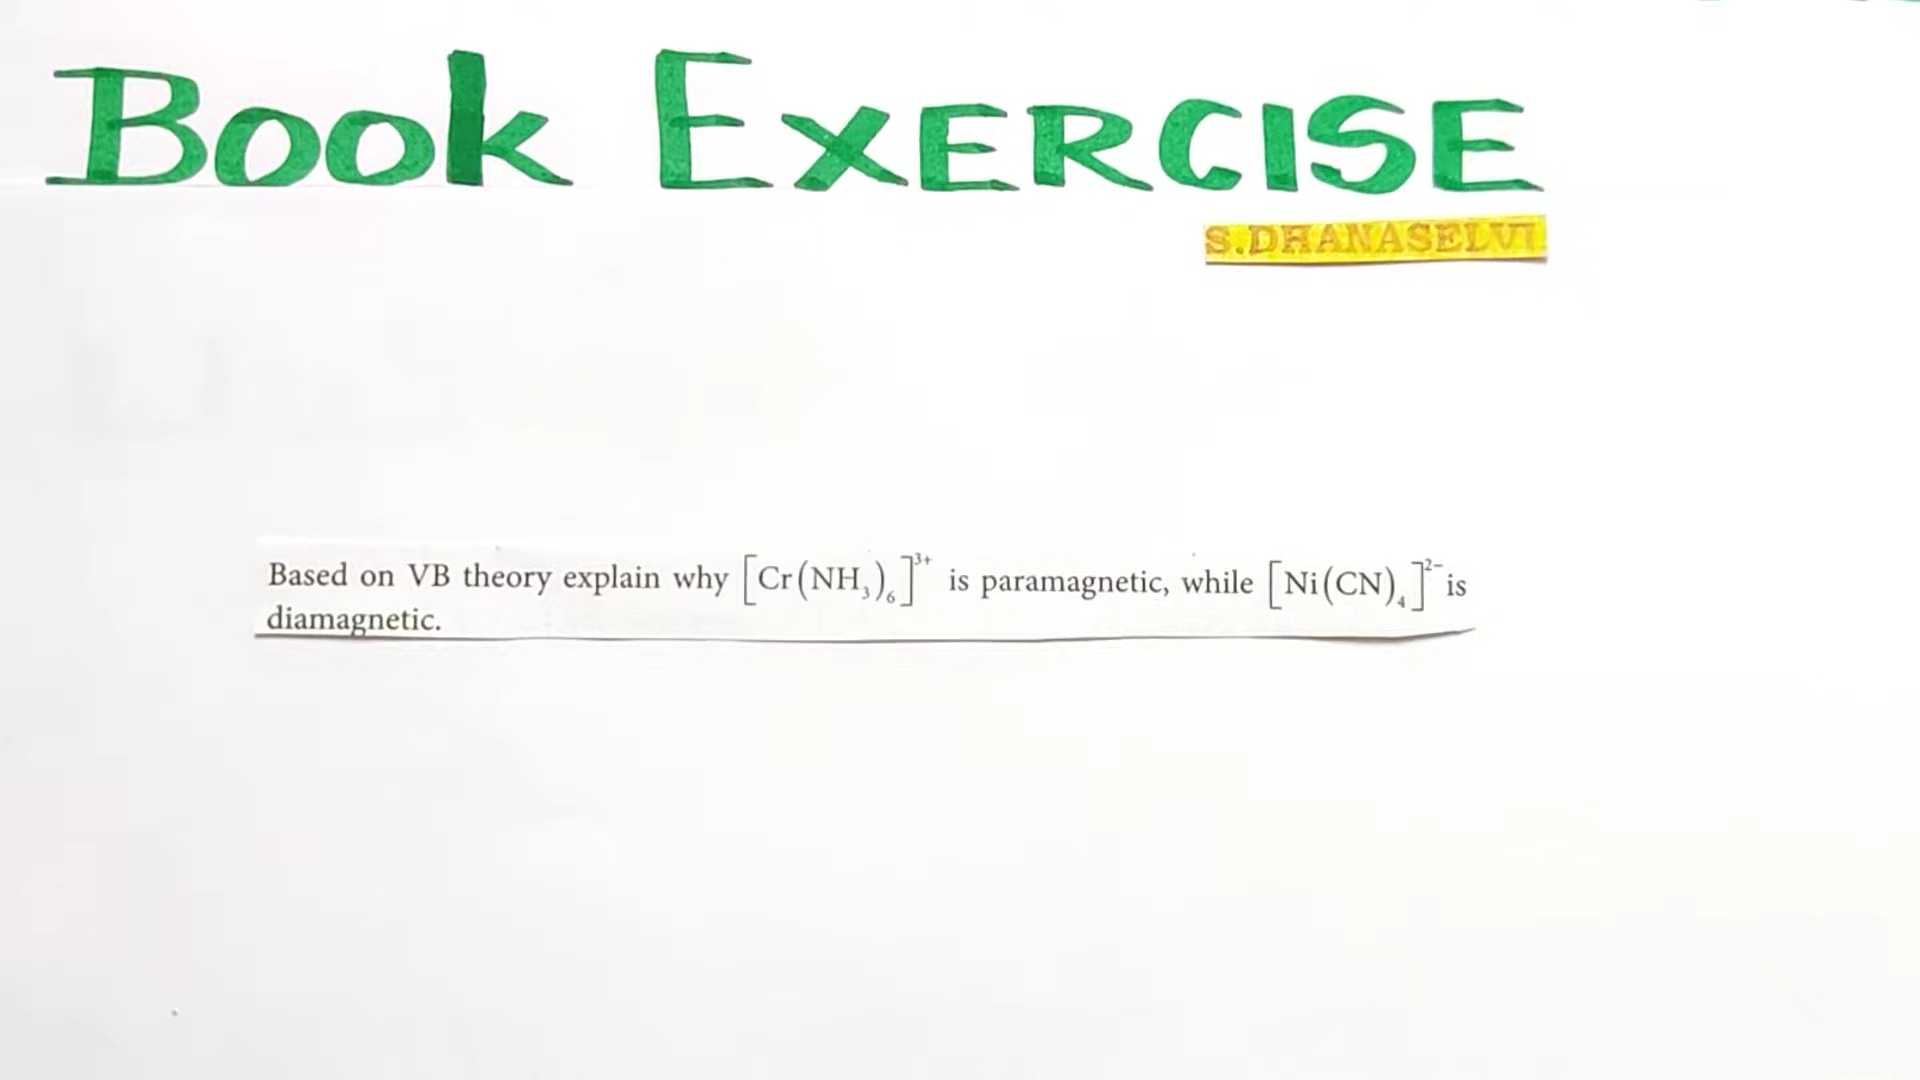 Book Exercise
S.DHANASELVI
Based on VB theory explain why [Cr(NH₃)₆]³⁺ is paramagnetic, while [Ni(CN)₄]²⁻ is
diamagnetic.